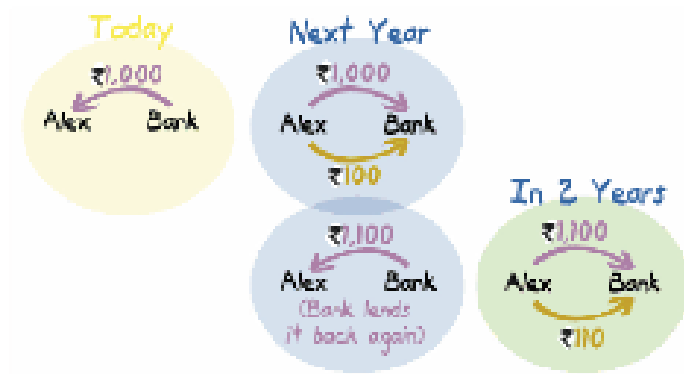 Today
₹1,000
Alex Bank
Next Year
₹1,000
Alex Bank
₹100
₹1,100
Alex Bank
(Bank lends
it back again)
In 2 Years
₹1,100
Alex Bank
₹110